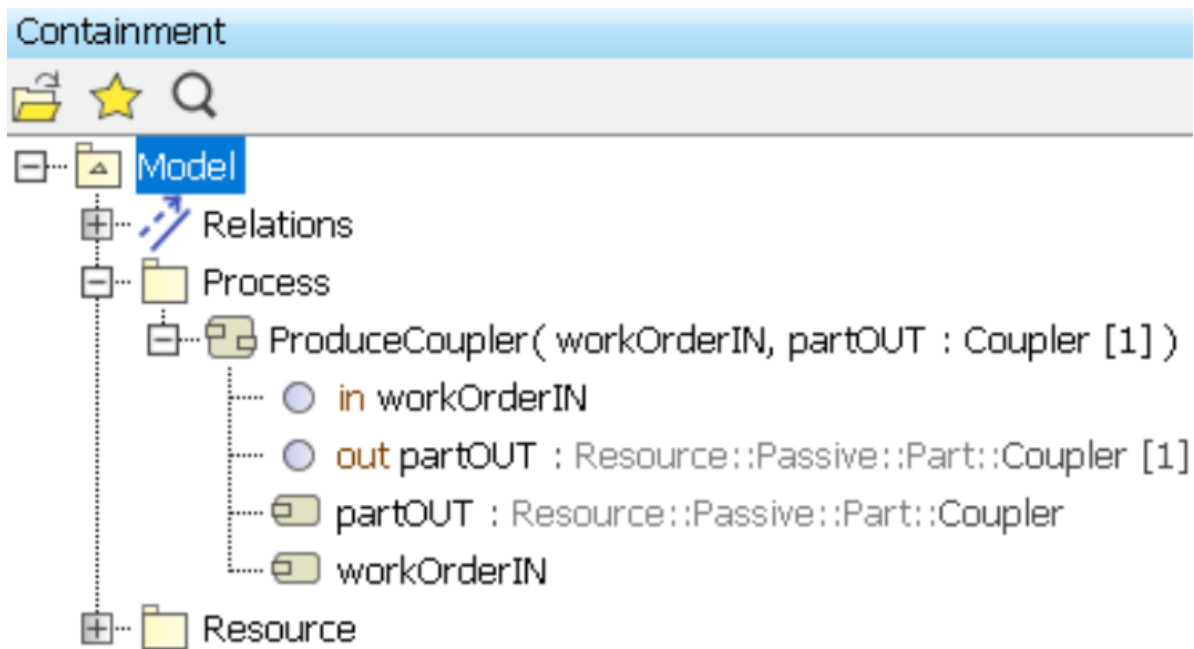 Containment
Model
Relations
Process
ProduceCoupler( workOrderIN, partOUT : Coupler [1] )
in workOrderIN
out partOUT : Resource::Passive::Part::Coupler [1]
partOUT : Resource::Passive::Part::Coupler
workOrderIN
Resource